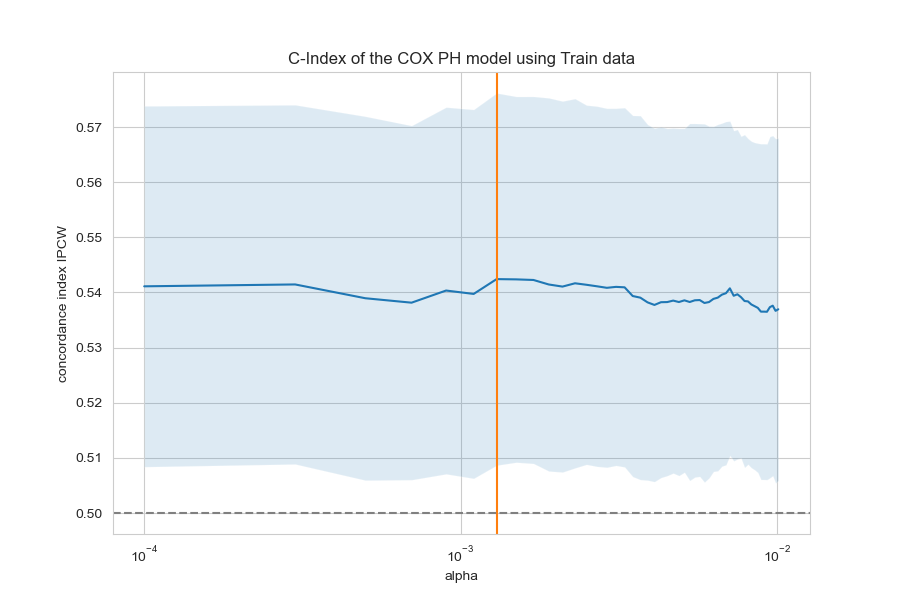 C-Index of the COX PH model using Train data
concordance index IPCW
0.57
0.56
0.55
0.54
0.53
0.52
0.51
0.50
10⁻⁴ 10⁻³ 10⁻²
alpha